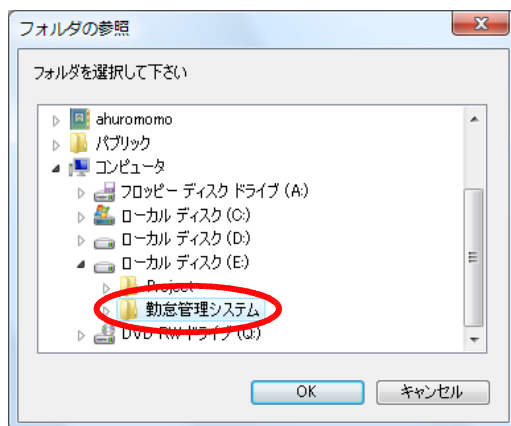 フォルダの参照
フォルダを選択して下さい
ahuromomo
パブリック
コンピュータ
フロッピー ディスク ドライブ (A:)
ローカル ディスク (C:)
ローカル ディスク (D:)
ローカル ディスク (E:)
Project
勤怠管理システム
DVD RW ドライブ (Q:)
OK
キャンセル